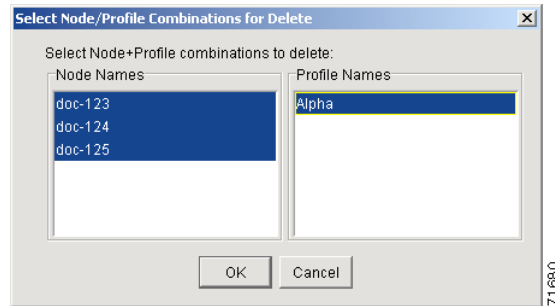 Select Node/Profile Combinations for Delete
Select Node+Profile combinations to delete:
Node Names
doc-123
doc-124
doc-125
Profile Names
Alpha
OK
Cancel
71690